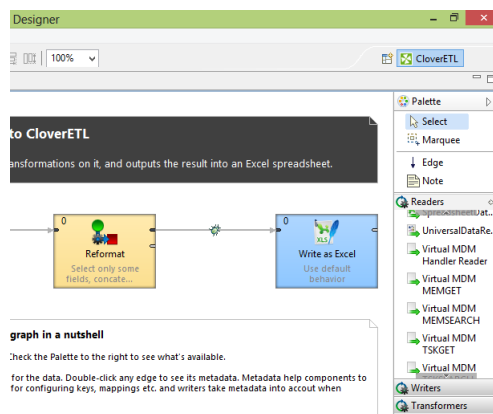 Designer
100%
CloverETL
Palette
to CloverETL
Select
Marquee
ansformations on it, and outputs the result into an Excel spreadsheet.
Edge
Note
Readers
SpreadsheetDat...
UniversalDataRe...
0
0
XLS
Reformat
Write as Excel
Select only some
fields, concate...
Use default
behavior
Virtual MDM
Handler Reader
Virtual MDM
MEMGET
Virtual MDM
MEMSEARCH
graph in a nutshell
Virtual MDM
TSKGET
Check the Palette to the right to see what's available.
Virtual MDM
for the data. Double-click any edge to see its metadata. Metadata help components to
for configuring keys, mappings etc. and writers take metadata into account when
Writers
Transformers